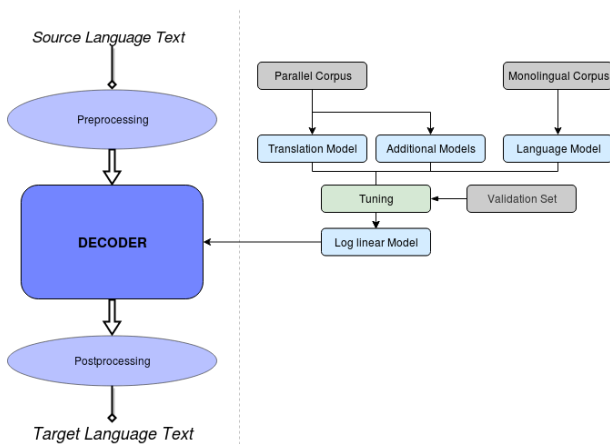 Source Language Text
Preprocessing
DECODER
Postprocessing
Target Language Text
Parallel Corpus
Monolingual Corpus
Translation Model
Additional Models
Language Model
Tuning
Validation Set
Log linear Model